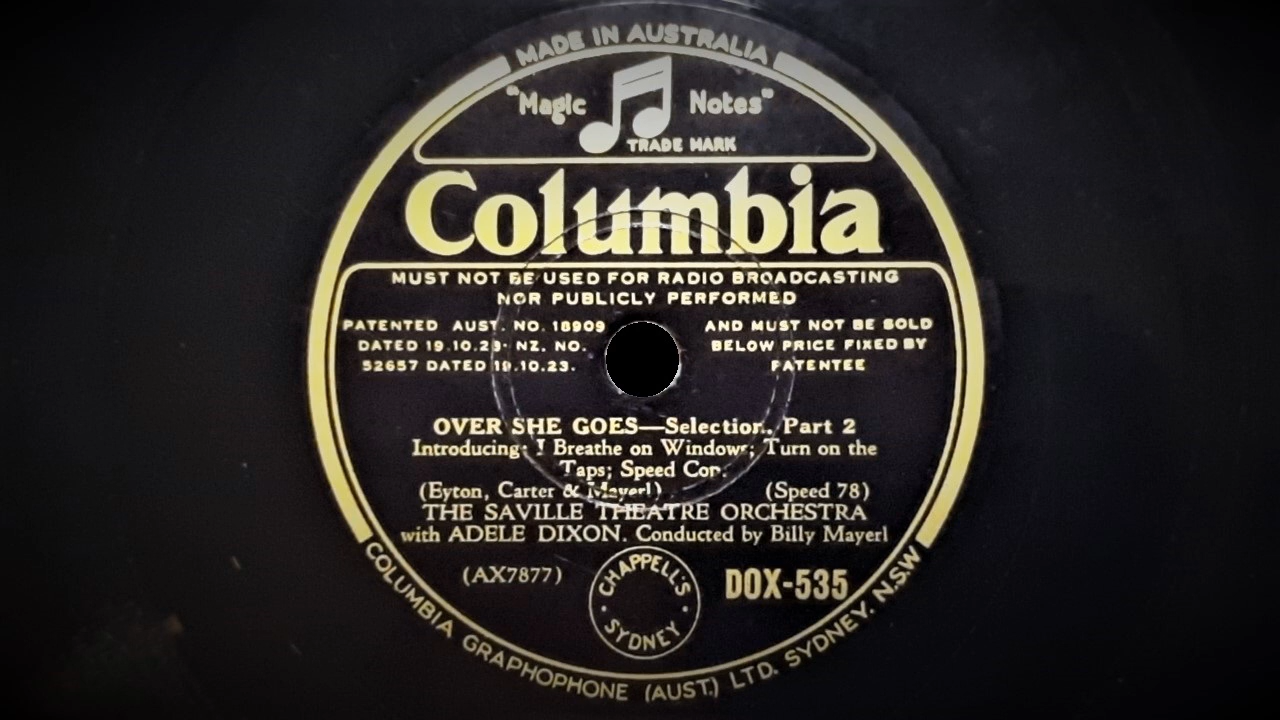 MADE IN AUSTRALIA
"Magic Notes"
TRADE MARK
Columbia
MUST NOT BE USED FOR RADIO BROADCASTING
NOR PUBLICLY PERFORMED
PATENTED AUST. NO. 18909
DATED 19.10.23. NZ. NO.
52657 DATED 19.10.23.
AND MUST NOT BE SOLD
BELOW PRICE FIXED BY
PATENTEE
OVER SHE GOES—Selection. Part 2
Introducing: I Breathe on Windows; Turn on the
Taps; Speed Cop.
(Eyton, Carter & Mayerl) (Speed 78)
THE SAVILLE THEATRE ORCHESTRA
with ADELE DIXON. Conducted by Billy Mayerl
(AX7877)
CHAPPELL'S
SYDNEY
DOX-535
COLUMBIA GRAPHOPHONE (AUST.) LTD. SYDNEY. N.S.W